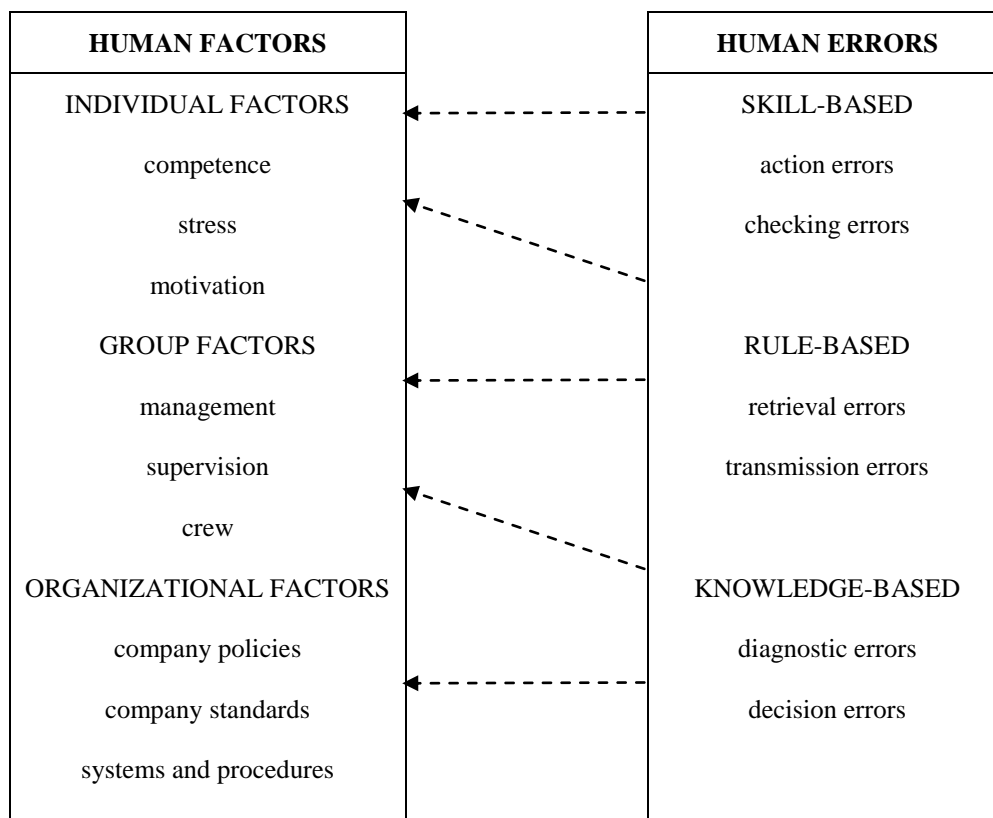 HUMAN FACTORS
INDIVIDUAL FACTORS
competence
stress
motivation
GROUP FACTORS
management
supervision
crew
ORGANIZATIONAL FACTORS
company policies
company standards
systems and procedures
HUMAN ERRORS
SKILL-BASED
action errors
checking errors
RULE-BASED
retrieval errors
transmission errors
KNOWLEDGE-BASED
diagnostic errors
decision errors